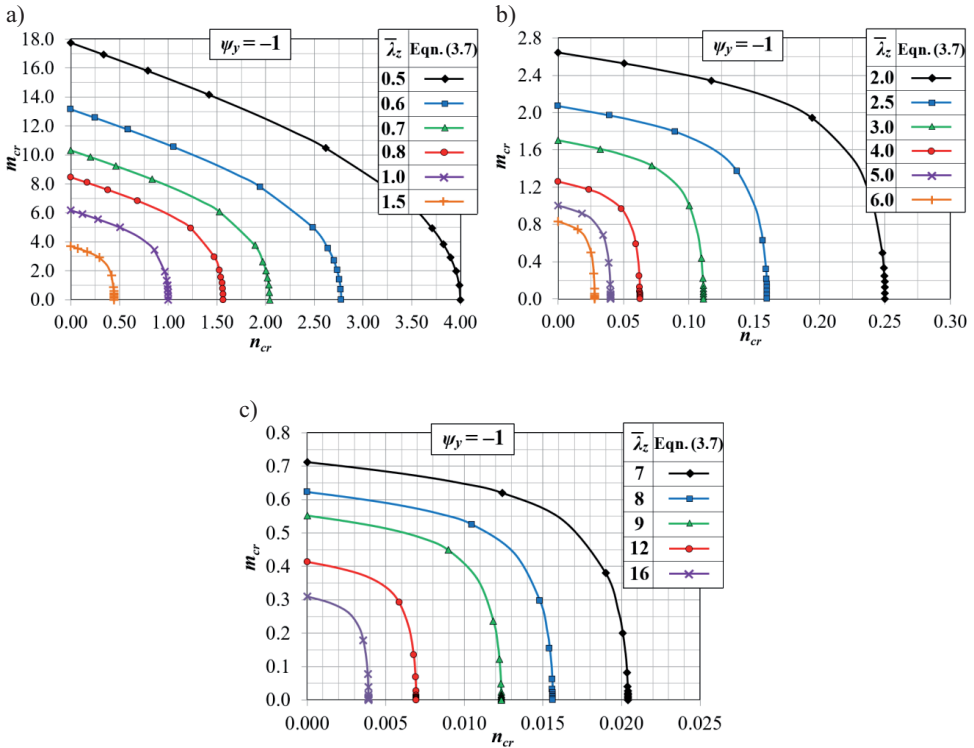 a)
ψy = –1
λ̅z Eqn. (3.7)
0.5
0.6
0.7
0.8
1.0
1.5
mcr
18.0
16.0
14.0
12.0
10.0
8.0
6.0
4.0
2.0
0.0
0.00 0.50 1.00 1.50 2.00 2.50 3.00 3.50 4.00
ncr
b)
ψy = –1
λ̅z Eqn. (3.7)
2.0
2.5
3.0
4.0
5.0
6.0
mcr
2.8
2.4
2.0
1.6
1.2
0.8
0.4
0.0
0.00 0.05 0.10 0.15 0.20 0.25 0.30
ncr
c)
ψy = –1
λ̅z Eqn. (3.7)
7
8
9
12
16
mcr
0.8
0.7
0.6
0.5
0.4
0.3
0.2
0.1
0.0
0.000 0.005 0.010 0.015 0.020 0.025
ncr